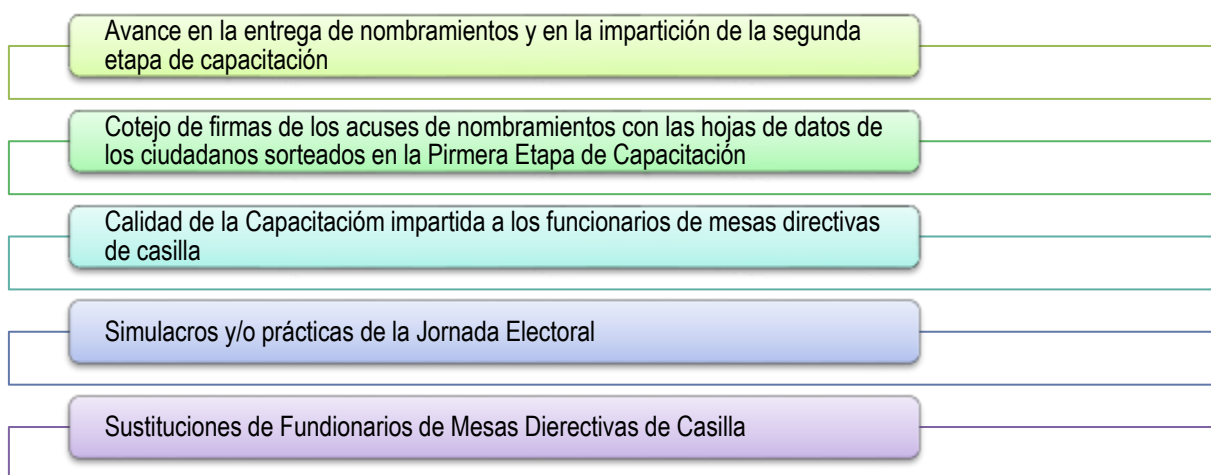 Avance en la entrega de nombramientos y en la impartición de la segunda
etapa de capacitación
Cotejo de firmas de los acuses de nombramientos con las hojas de datos de
los ciudadanos sorteados en la Pirmera Etapa de Capacitación
Calidad de la Capacitacióm impartida a los funcionarios de mesas directivas
de casilla
Simulacros y/o prácticas de la Jornada Electoral
Sustituciones de Fundionarios de Mesas Dierectivas de Casilla